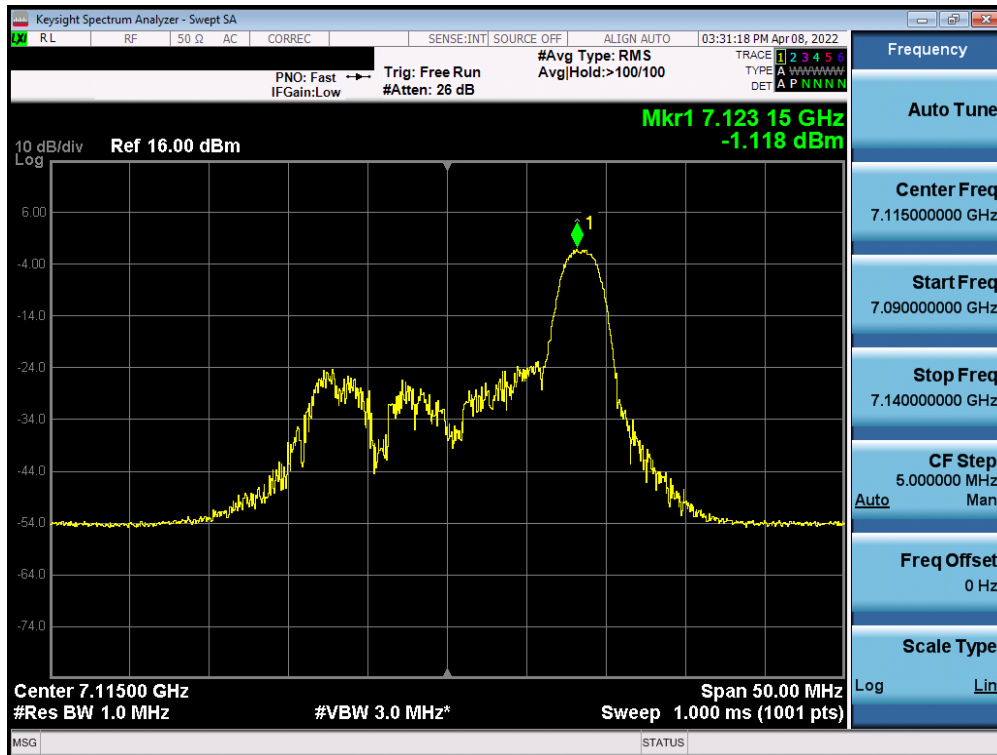 Keysight Spectrum Analyzer - Swept SA
LXI RL RF 50 Ω AC CORREC SENSE:INT SOURCE OFF ALIGN AUTO 03:31:18 PM Apr 08, 2022
PNO: Fast
IFGain:Low
Trig: Free Run
#Atten: 26 dB
#Avg Type: RMS
Avg|Hold:>100/100
TRACE 1 2 3 4 5 6
TYPE A WWWWW
DET A P N N N N
Mkr1 7.123 15 GHz
-1.118 dBm
10 dB/div Ref 16.00 dBm
Log
6.00
-4.00
-14.0
-24.0
-34.0
-44.0
-54.0
-64.0
-74.0
1
Center 7.11500 GHz Span 50.00 MHz
#Res BW 1.0 MHz #VBW 3.0 MHz* Sweep 1.000 ms (1001 pts)
MSG STATUS
Frequency
Auto Tune
Center Freq
7.115000000 GHz
Start Freq
7.090000000 GHz
Stop Freq
7.140000000 GHz
CF Step
5.000000 MHz
Auto Man
Freq Offset
0 Hz
Scale Type
Log Lin